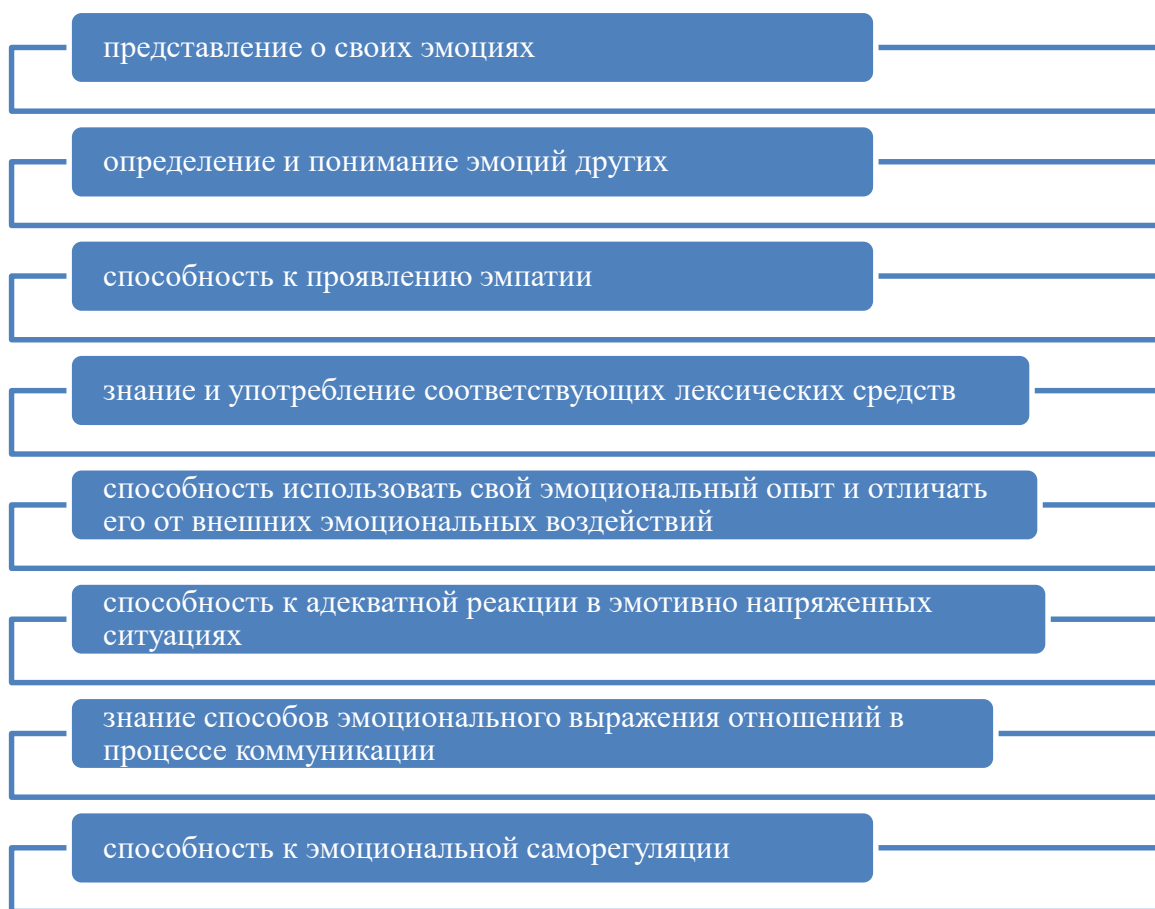 представление о своих эмоциях
определение и понимание эмоций других
способность к проявлению эмпатии
знание и употребление соответствующих лексических средств
способность использовать свой эмоциональный опыт и отличать
его от внешних эмоциональных воздействий
способность к адекватной реакции в эмотивно напряженных
ситуациях
знание способов эмоционального выражения отношений в
процессе коммуникации
способность к эмоциональной саморегуляции